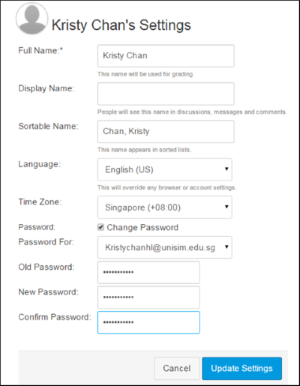 Kristy Chan's Settings
Full Name:*
Kristy Chan
This name will be used for grading.
Display Name:
People will see this name in discussions, messages and comments.
Sortable Name:
Chan, Kristy
This name appears in sorted lists.
Language:
English (US)
This will override any browser or account settings.
Time Zone:
Singapore (+08:00)
Password:
Change Password
Password For:
Kristychanhl@unisim.edu.sg
Old Password:
•••••••••••
New Password:
•••••••••••
Confirm Password:
•••••••••••
Cancel
Update Settings